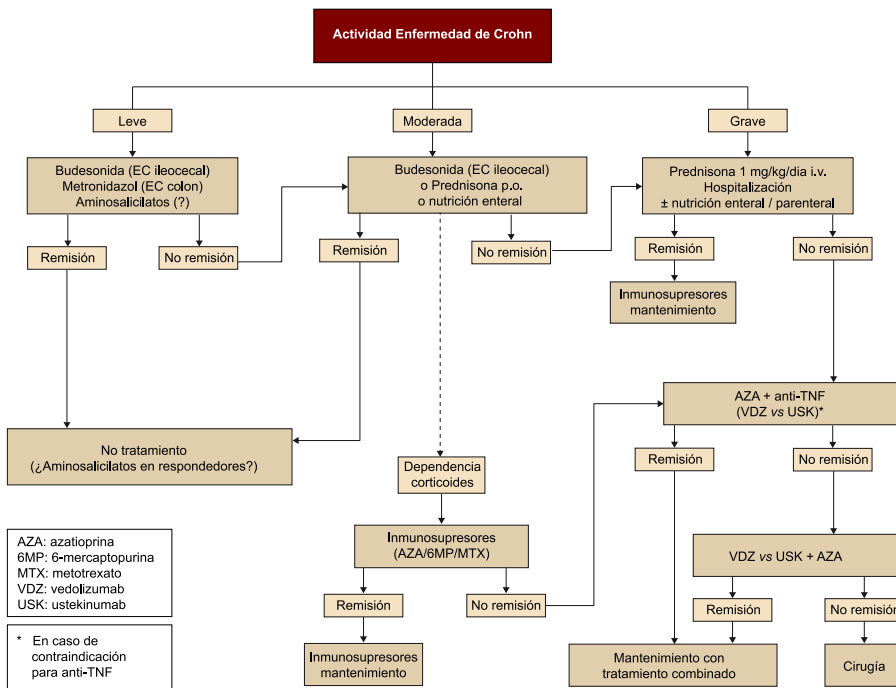 Actividad Enfermedad de Crohn
Leve
Moderada
Grave
Budesonida (EC ileocecal)
Metronidazol (EC colon)
Aminosalicilatos (?)
Budesonida (EC ileocecal)
o Prednisona p.o.
o nutrición enteral
Prednisona 1 mg/kg/dia i.v.
Hospitalización
± nutrición enteral / parenteral
Remisión
No remisión
Remisión
No remisión
Remisión
No remisión
Inmunosupresores
mantenimiento
AZA + anti-TNF
(VDZ vs USK)*
No tratamiento
(¿Aminosalicilatos en respondedores?)
Dependencia
corticoides
Remisión
No remisión
Inmunosupresores
(AZA/6MP/MTX)
VDZ vs USK + AZA
Remisión
No remisión
Remisión
No remisión
Inmunosupresores
mantenimiento
Mantenimiento con
tratamiento combinado
Cirugía
AZA: azatioprina
6MP: 6-mercaptopurina
MTX: metotrexato
VDZ: vedolizumab
USK: ustekinumab
* En caso de
contraindicación
para anti-TNF